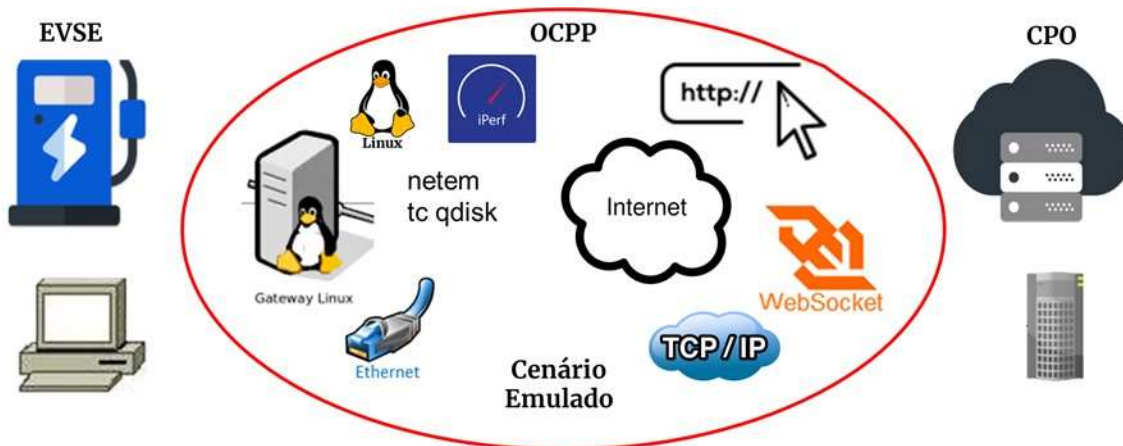 EVSE
OCPP
CPO
Linux
iPerf
http://
netem
tc qdisk
Internet
Gateway Linux
WebSocket
Ethernet
TCP / IP
Cenário
Emulado